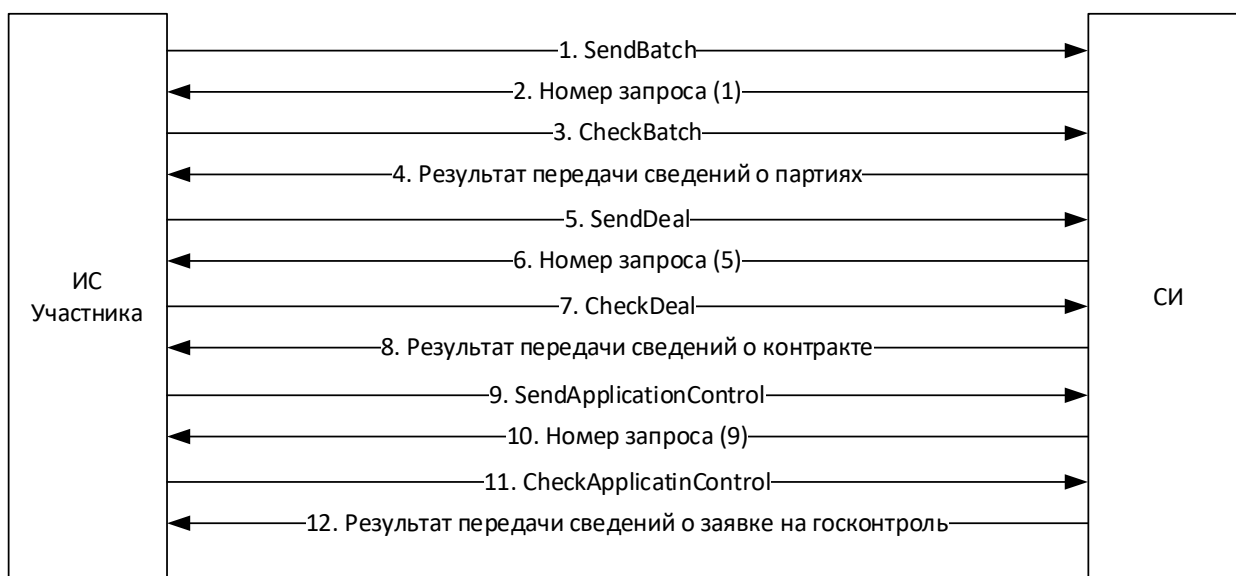 1. SendBatch
2. Номер запроса (1)
3. CheckBatch
4. Результат передачи сведений о партиях
5. SendDeal
6. Номер запроса (5)
ИС
Участника
СИ
7. CheckDeal
8. Результат передачи сведений о контракте
9. SendApplicationControl
10. Номер запроса (9)
11. CheckApplicatinControl
12. Результат передачи сведений о заявке на госконтроль